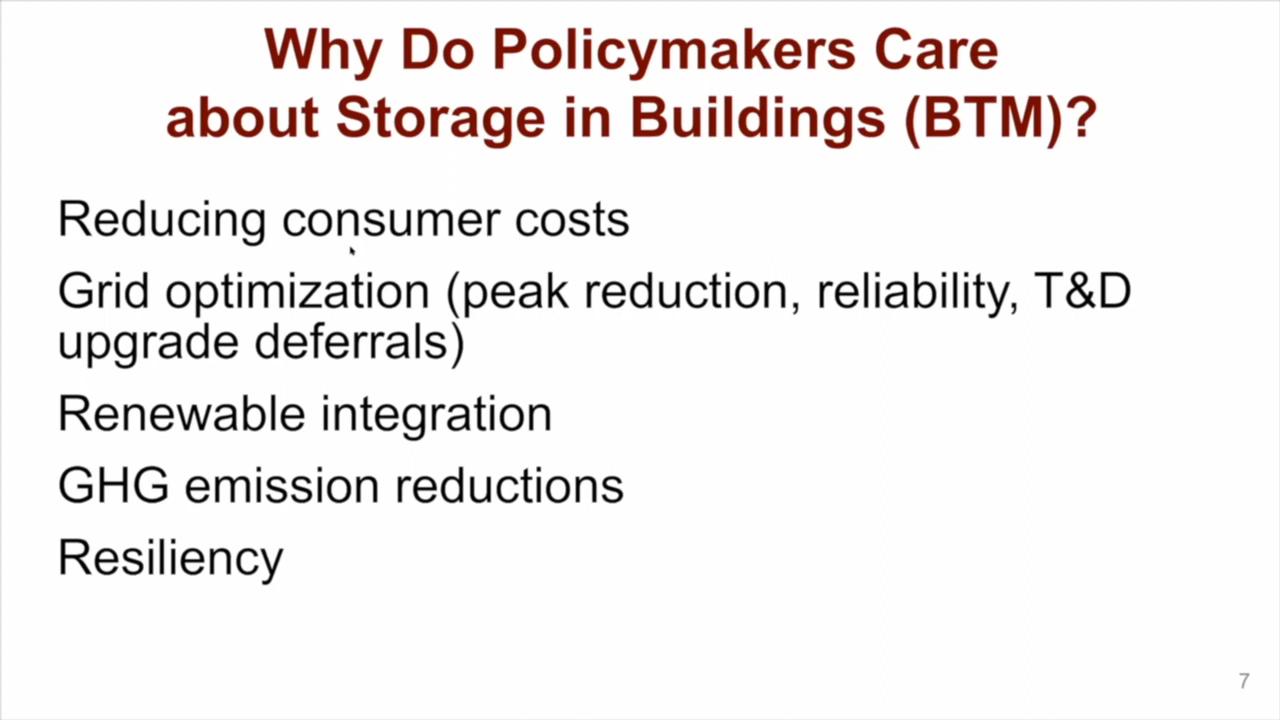 Why Do Policymakers Care
about Storage in Buildings (BTM)?
Reducing consumer costs
Grid optimization (peak reduction, reliability, T&D
upgrade deferrals)
Renewable integration
GHG emission reductions
Resiliency
7